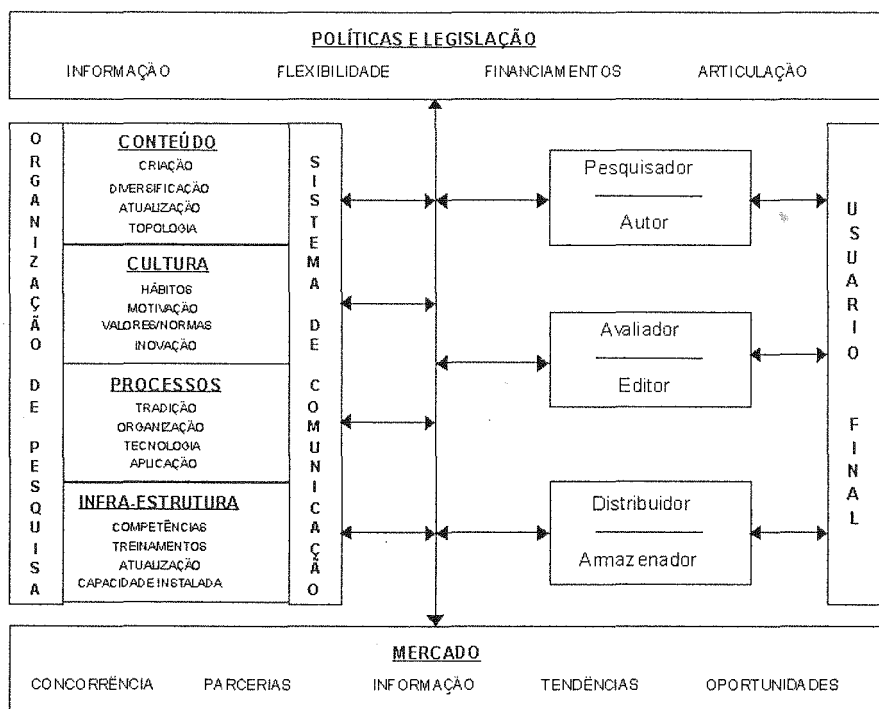 POLÍTICAS E LEGISLAÇÃO
INFORMAÇÃO FLEXIBILIDADE FINANCIAMENTOS ARTICULAÇÃO
ORGANIZAÇÃO DE PESQUISA
CONTEÚDO
CRIAÇÃO
DIVERSIFICAÇÃO
ATUALIZAÇÃO
TOPOLOGIA
CULTURA
HÁBITOS
MOTIVAÇÃO
VALORES/NORMAS
INOVAÇÃO
PROCESSOS
TRADIÇÃO
ORGANIZAÇÃO
TECNOLOGIA
APLICAÇÃO
INFRA-ESTRUTURA
COMPETÊNCIAS
TREINAMENTOS
ATUALIZAÇÃO
CAPACIDADE INSTALADA
SISTEMA DE COMUNICAÇÃO
Pesquisador
Autor
Avaliador
Editor
Distribuidor
Armazenador
USUARIO FINAL
MERCADO
CONCORRÊNCIA PARCERIAS INFORMAÇÃO TENDÊNCIAS OPORTUNIDADES